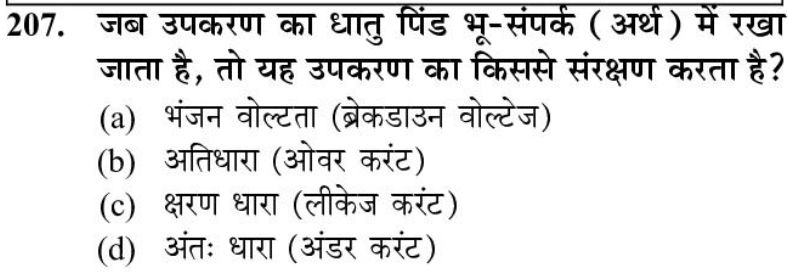 207. जब उपकरण का धातु पिंड भू-संपर्क (अर्थ) में रखा
जाता है, तो यह उपकरण का किससे संरक्षण करता है?
(a) भंजन वोल्टता (ब्रेकडाउन वोल्टेज)
(b) अतिधारा (ओवर करंट)
(c) क्षरण धारा (लीकेज करंट)
(d) अंतः धारा (अंडर करंट)